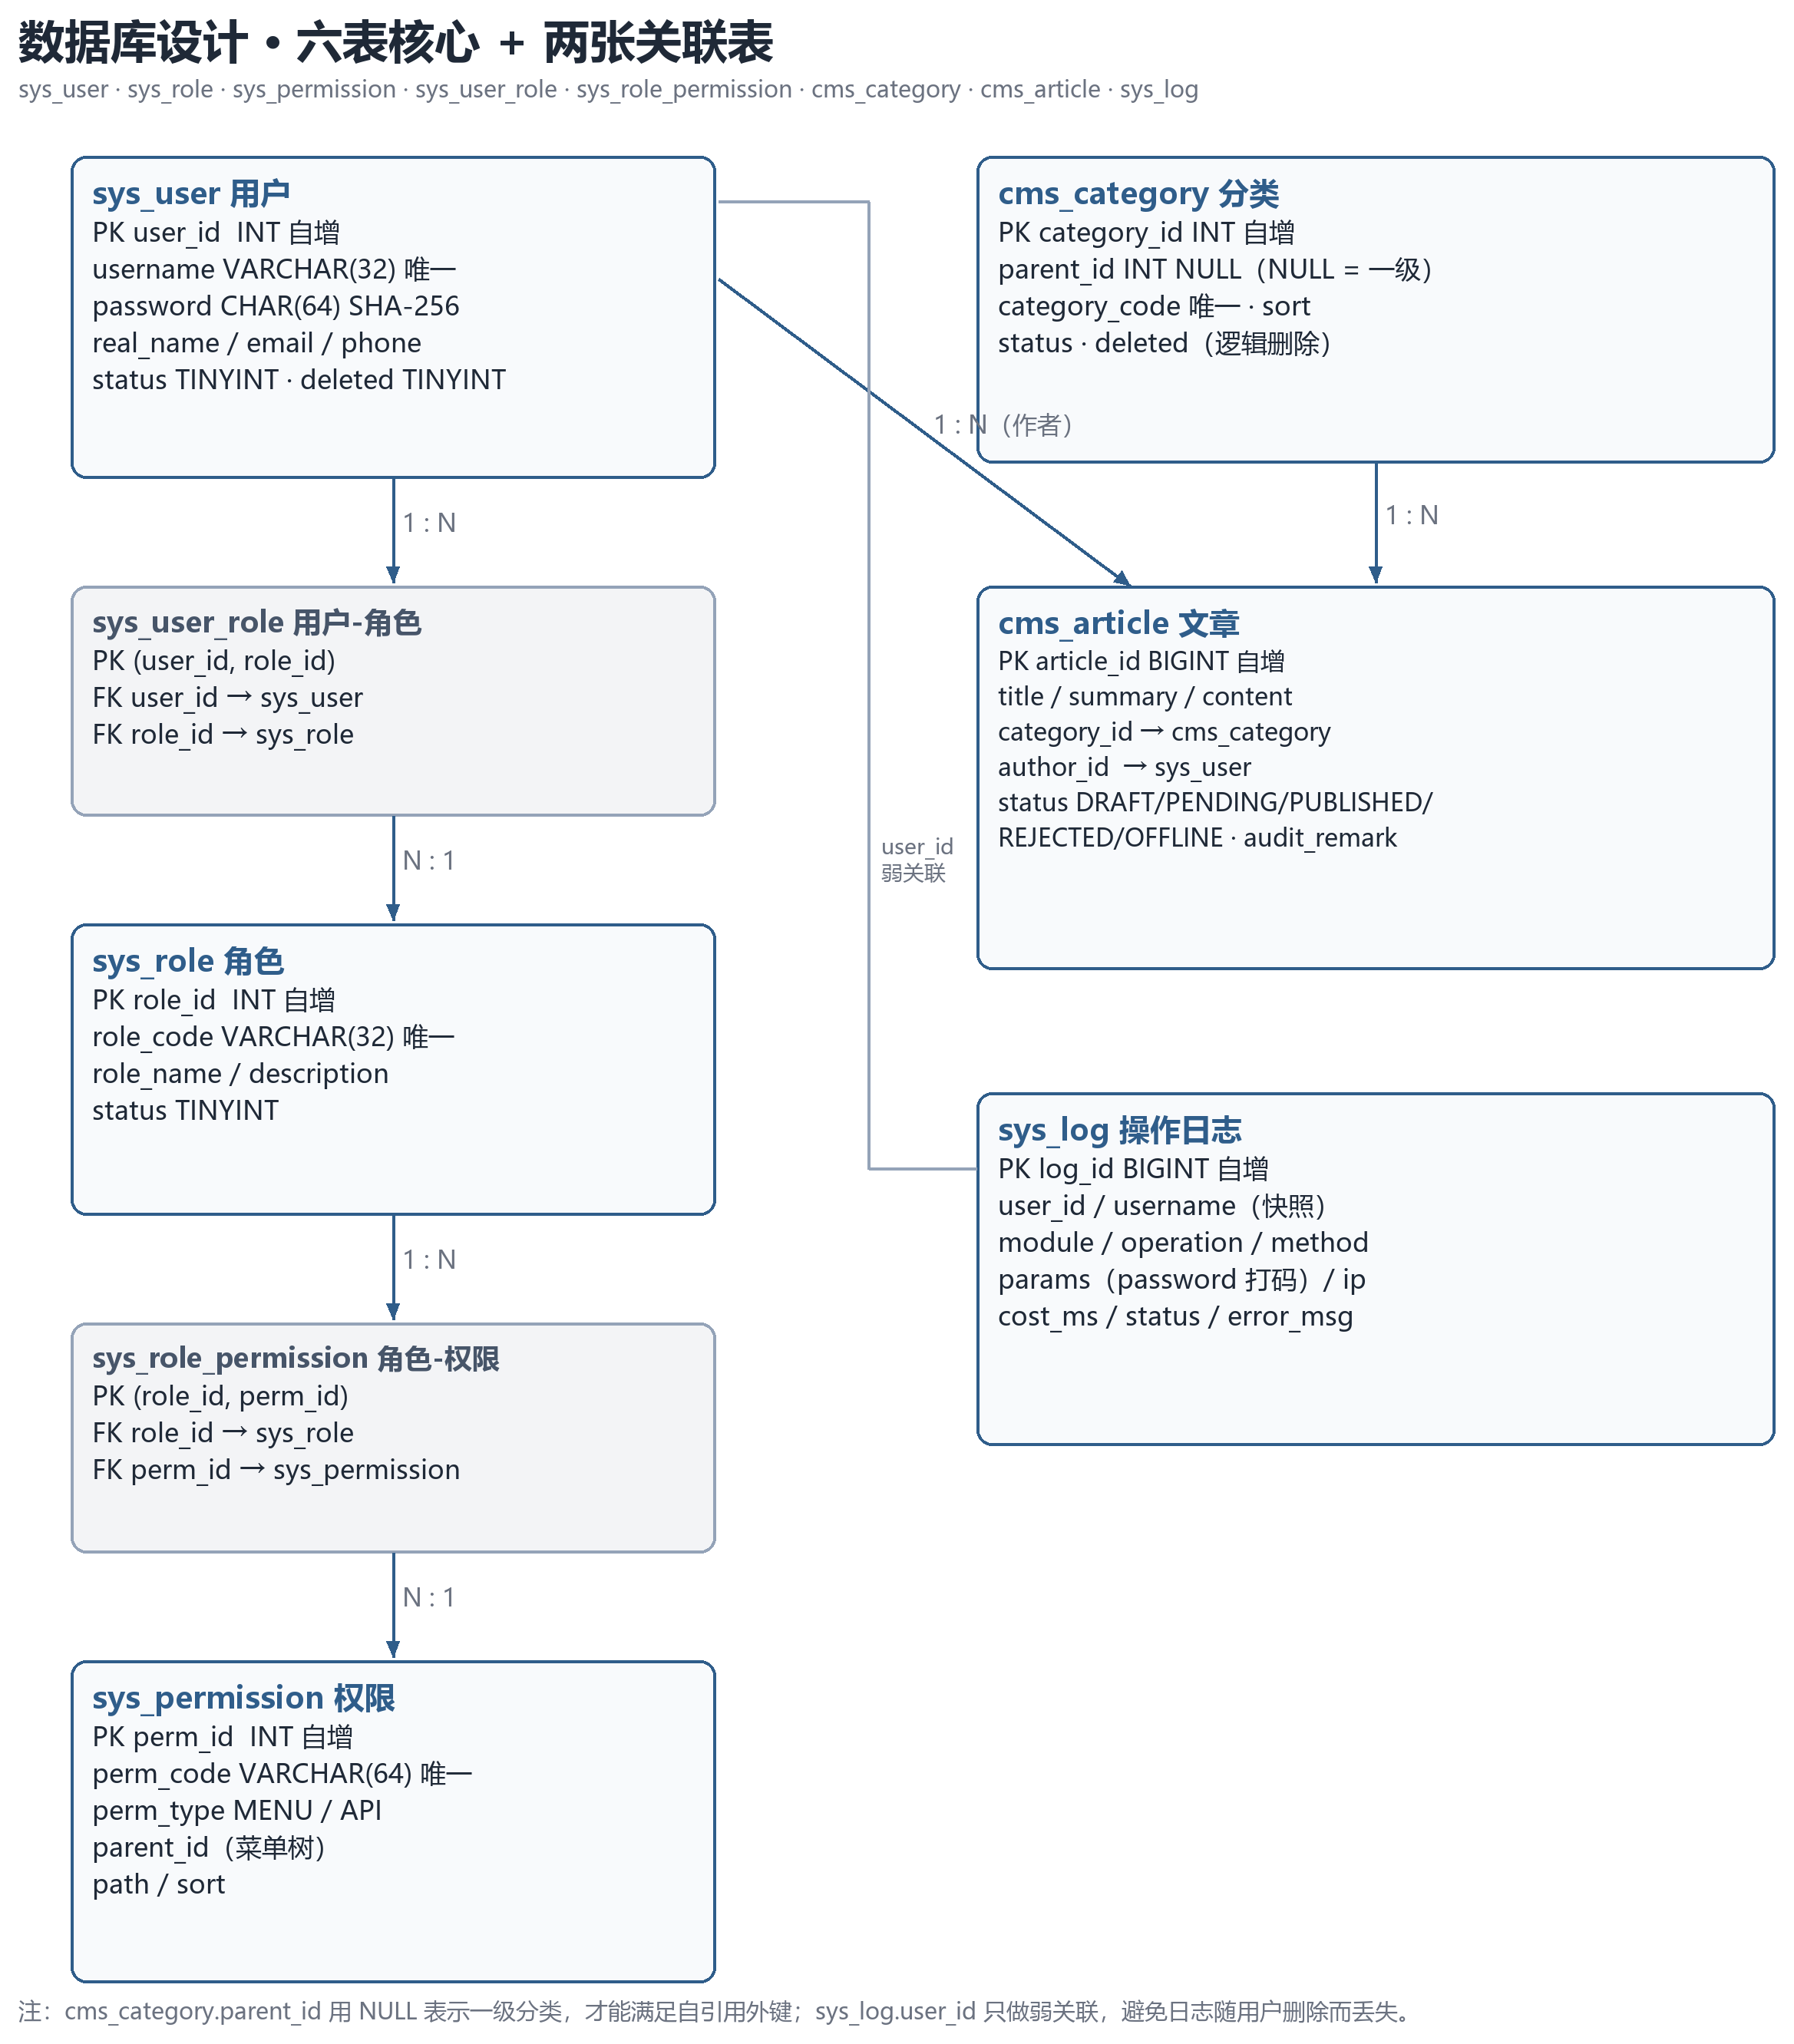 数据库设计 · 六表核心 + 两张关联表
sys_user · sys_role · sys_permission · sys_user_role · sys_role_permission · cms_category · cms_article · sys_log
sys_user 用户
PK user_id  INT 自增
username VARCHAR(32) 唯一
password CHAR(64) SHA-256
real_name / email / phone
status TINYINT · deleted TINYINT
1 : N
sys_user_role 用户-角色
PK (user_id, role_id)
FK user_id → sys_user
FK role_id → sys_role
N : 1
sys_role 角色
PK role_id  INT 自增
role_code VARCHAR(32) 唯一
role_name / description
status TINYINT
1 : N
sys_role_permission 角色-权限
PK (role_id, perm_id)
FK role_id → sys_role
FK perm_id → sys_permission
N : 1
sys_permission 权限
PK perm_id  INT 自增
perm_code VARCHAR(64) 唯一
perm_type MENU / API
parent_id（菜单树）
path / sort
cms_category 分类
PK category_id INT 自增
parent_id INT NULL（NULL = 一级）
category_code 唯一 · sort
status · deleted（逻辑删除）
1 : N（作者）
1 : N
cms_article 文章
PK article_id BIGINT 自增
title / summary / content
category_id → cms_category
author_id  → sys_user
status DRAFT/PENDING/PUBLISHED/
REJECTED/OFFLINE · audit_remark
user_id
弱关联
sys_log 操作日志
PK log_id BIGINT 自增
user_id / username（快照）
module / operation / method
params（password 打码）/ ip
cost_ms / status / error_msg
注：cms_category.parent_id 用 NULL 表示一级分类，才能满足自引用外键；sys_log.user_id 只做弱关联，避免日志随用户删除而丢失。